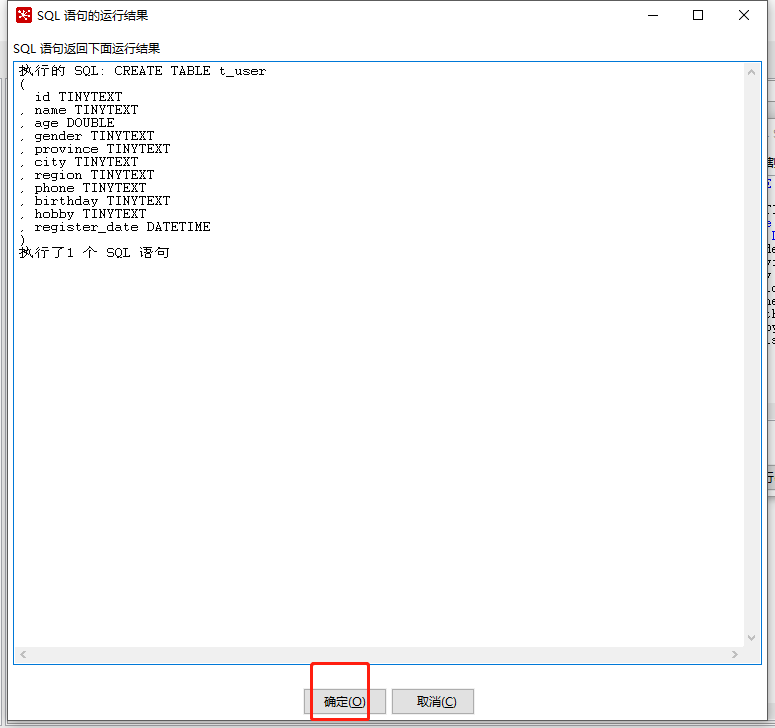 SQL 语句的运行结果
SQL 语句返回下面运行结果
执行的 SQL: CREATE TABLE t_user
(
  id TINYTEXT
, name TINYTEXT
, age DOUBLE
, gender TINYTEXT
, province TINYTEXT
, city TINYTEXT
, region TINYTEXT
, phone TINYTEXT
, birthday TINYTEXT
, hobby TINYTEXT
, register_date DATETIME
)
执行了1 个 SQL 语句
确定(O)
取消(C)